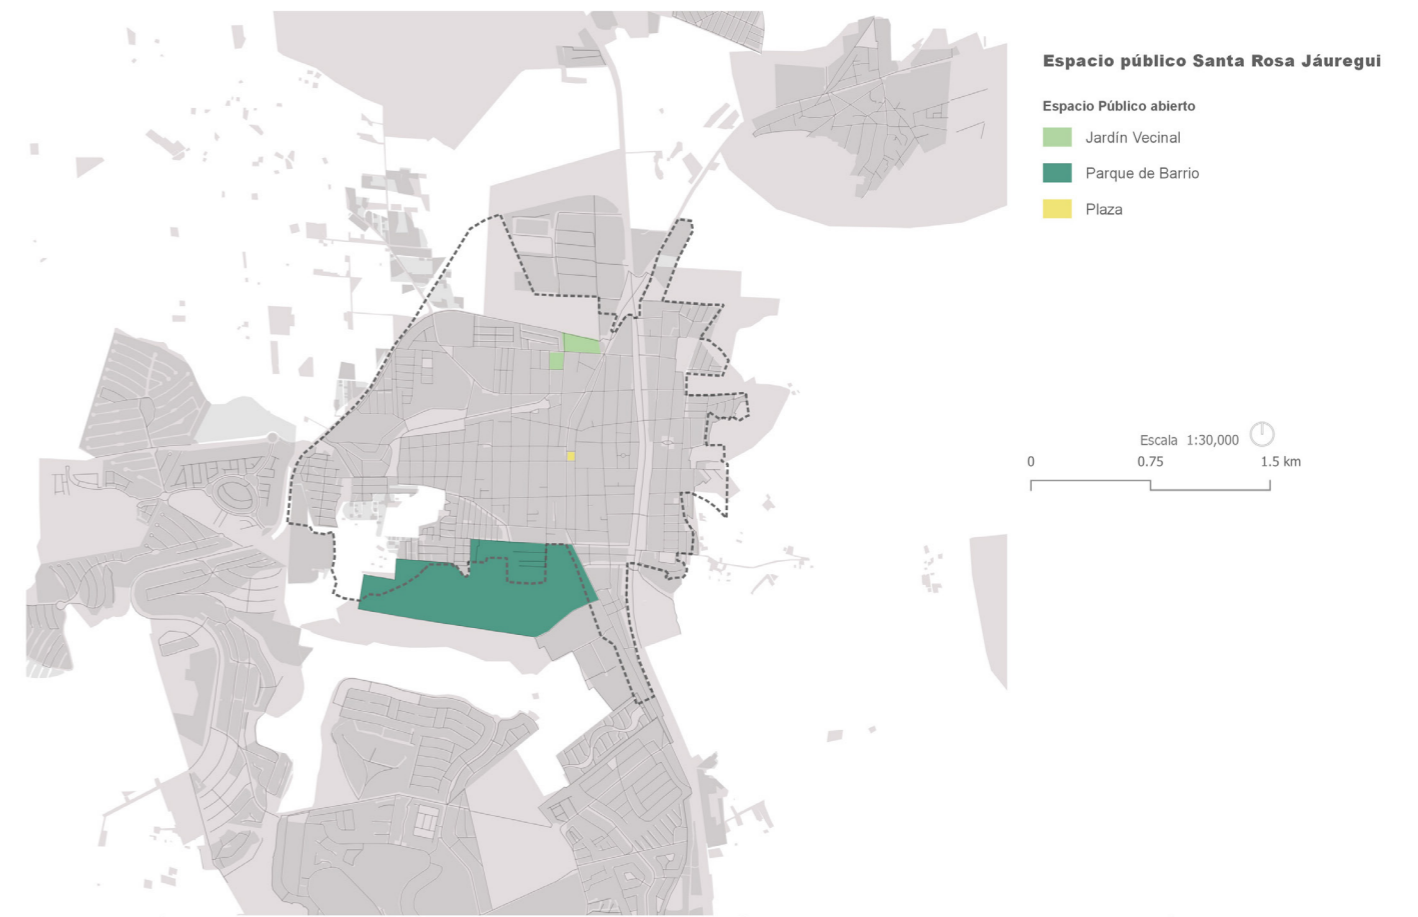 Espacio público Santa Rosa Jáuregui
Espacio Público abierto
Jardín Vecinal
Parque de Barrio
Plaza
Escala 1:30,000
0 0.75 1.5 km